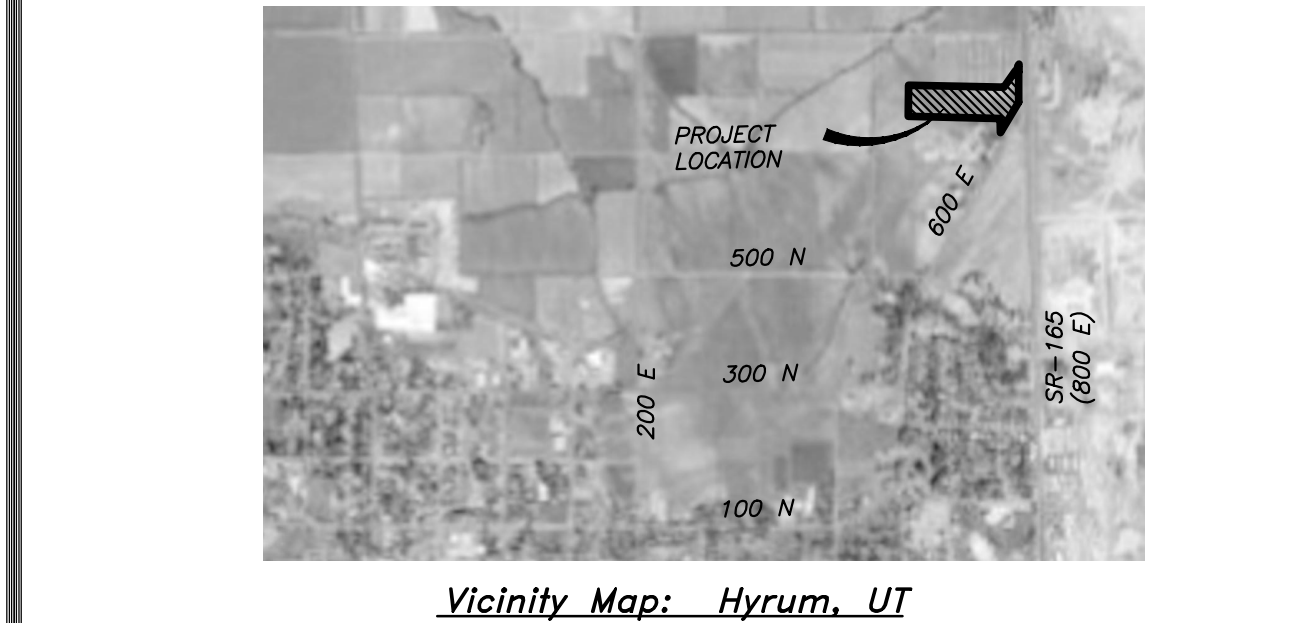 PROJECT
LOCATION
600 E
500 N
SR-165
(800 E)
300 N
200 E
100 N
Vicinity Map: Hyrum, UT